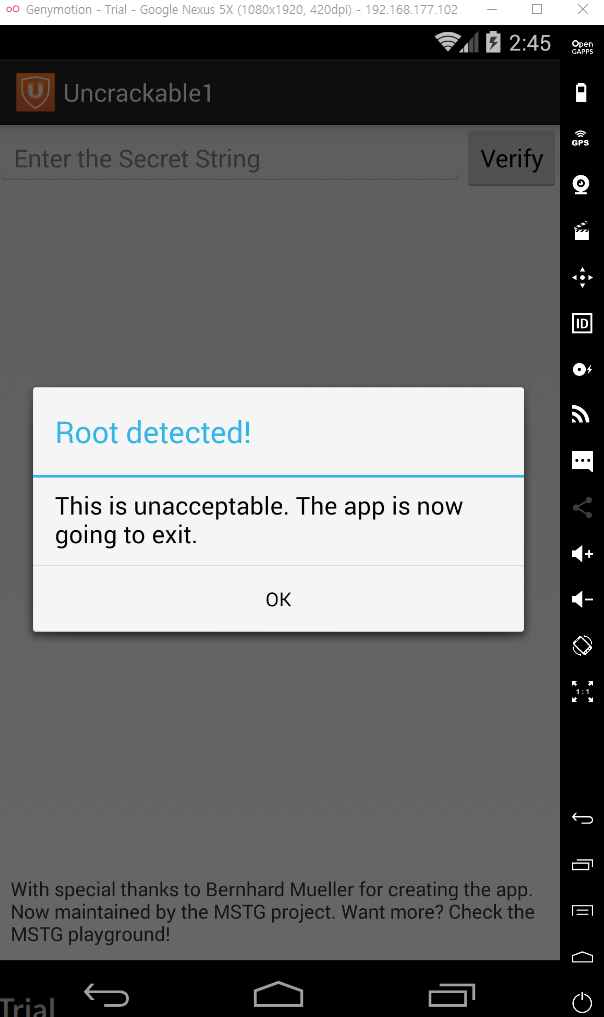 Genymotion - Trial - Google Nexus 5X (1080x1920, 420dpi) - 192.168.177.102
2:45
Open
GAPPS
Uncrackable1
GPS
Enter the Secret String
Verify
ID
Root detected!
This is unacceptable. The app is now
going to exit.
OK
1:1
With special thanks to Bernhard Mueller for creating the app.
Now maintained by the MSTG project. Want more? Check the
MSTG playground!
Trial